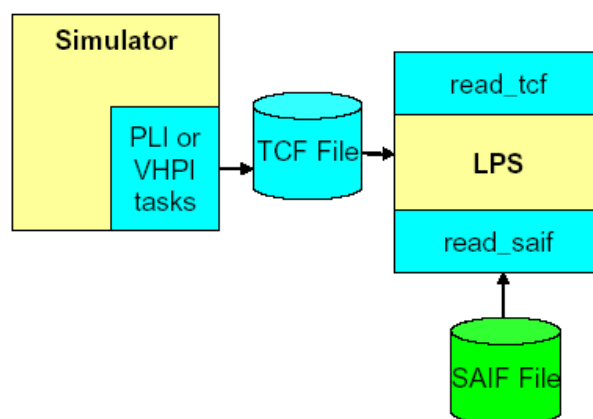 Simulator
PLI or
VHPI
tasks
TCF File
read_tcf
LPS
read_saif
SAIF File